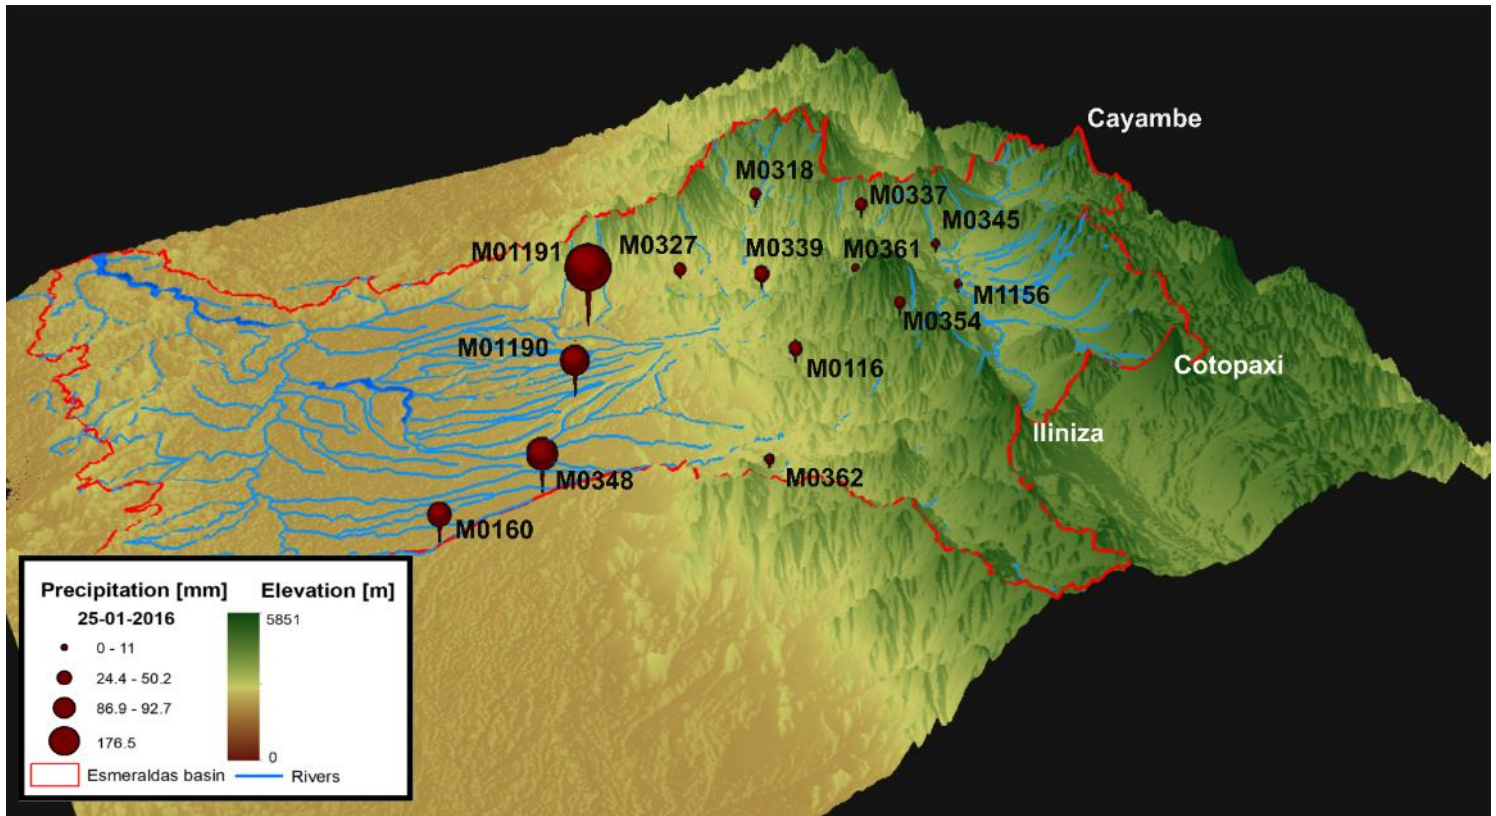 Cayambe
M0318
M0337
M0345
M01191
M0327
M0339
M0361
M1156
M0354
M01190
M0116
Cotopaxi
Iliniza
M0348
M0362
M0160
Precipitation [mm]
Elevation [m]
25-01-2016
5851
0 - 11
24.4 - 50.2
86.9 - 92.7
176.5
0
Esmeraldas basin
Rivers